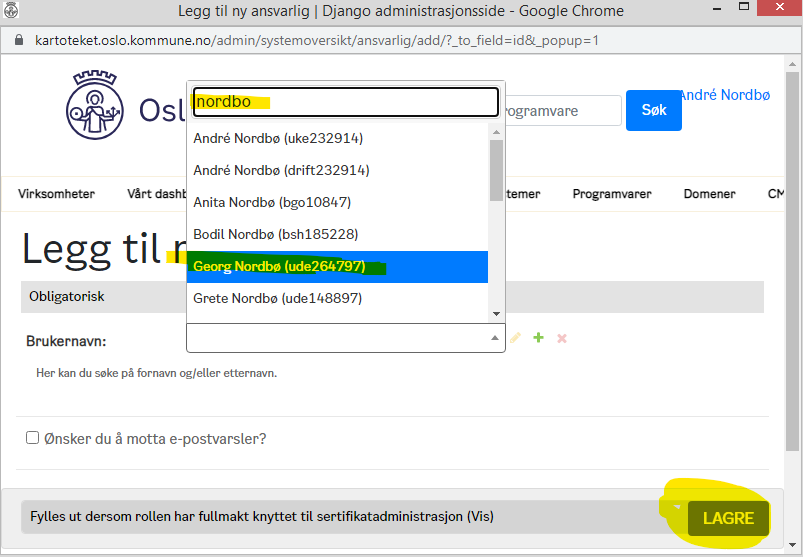 Legg til ny ansvarlig | Django administrasjonsside - Google Chrome
kartoteket.oslo.kommune.no/admin/systemoversikt/ansvarlig/add/?_to_field=id&_popup=1
André Nordbø
Oslo
nordbo
rogramvare
Søk
André Nordbø (uke232914)
André Nordbø (drift232914)
Anita Nordbø (bgo10847)
Virksomheter
Vårt dashb
temer
Programvarer
Domener
CM
Bodil Nordbø (bsh185228)
Legg til n
Georg Nordbø (ude264797)
Obligatorisk
Grete Nordbø (ude148897)
Brukernavn:
Her kan du søke på fornavn og/eller etternavn.
Ønsker du å motta e-postvarsler?
Fylles ut dersom rollen har fullmakt knyttet til sertifikatadministrasjon (Vis)
LAGRE